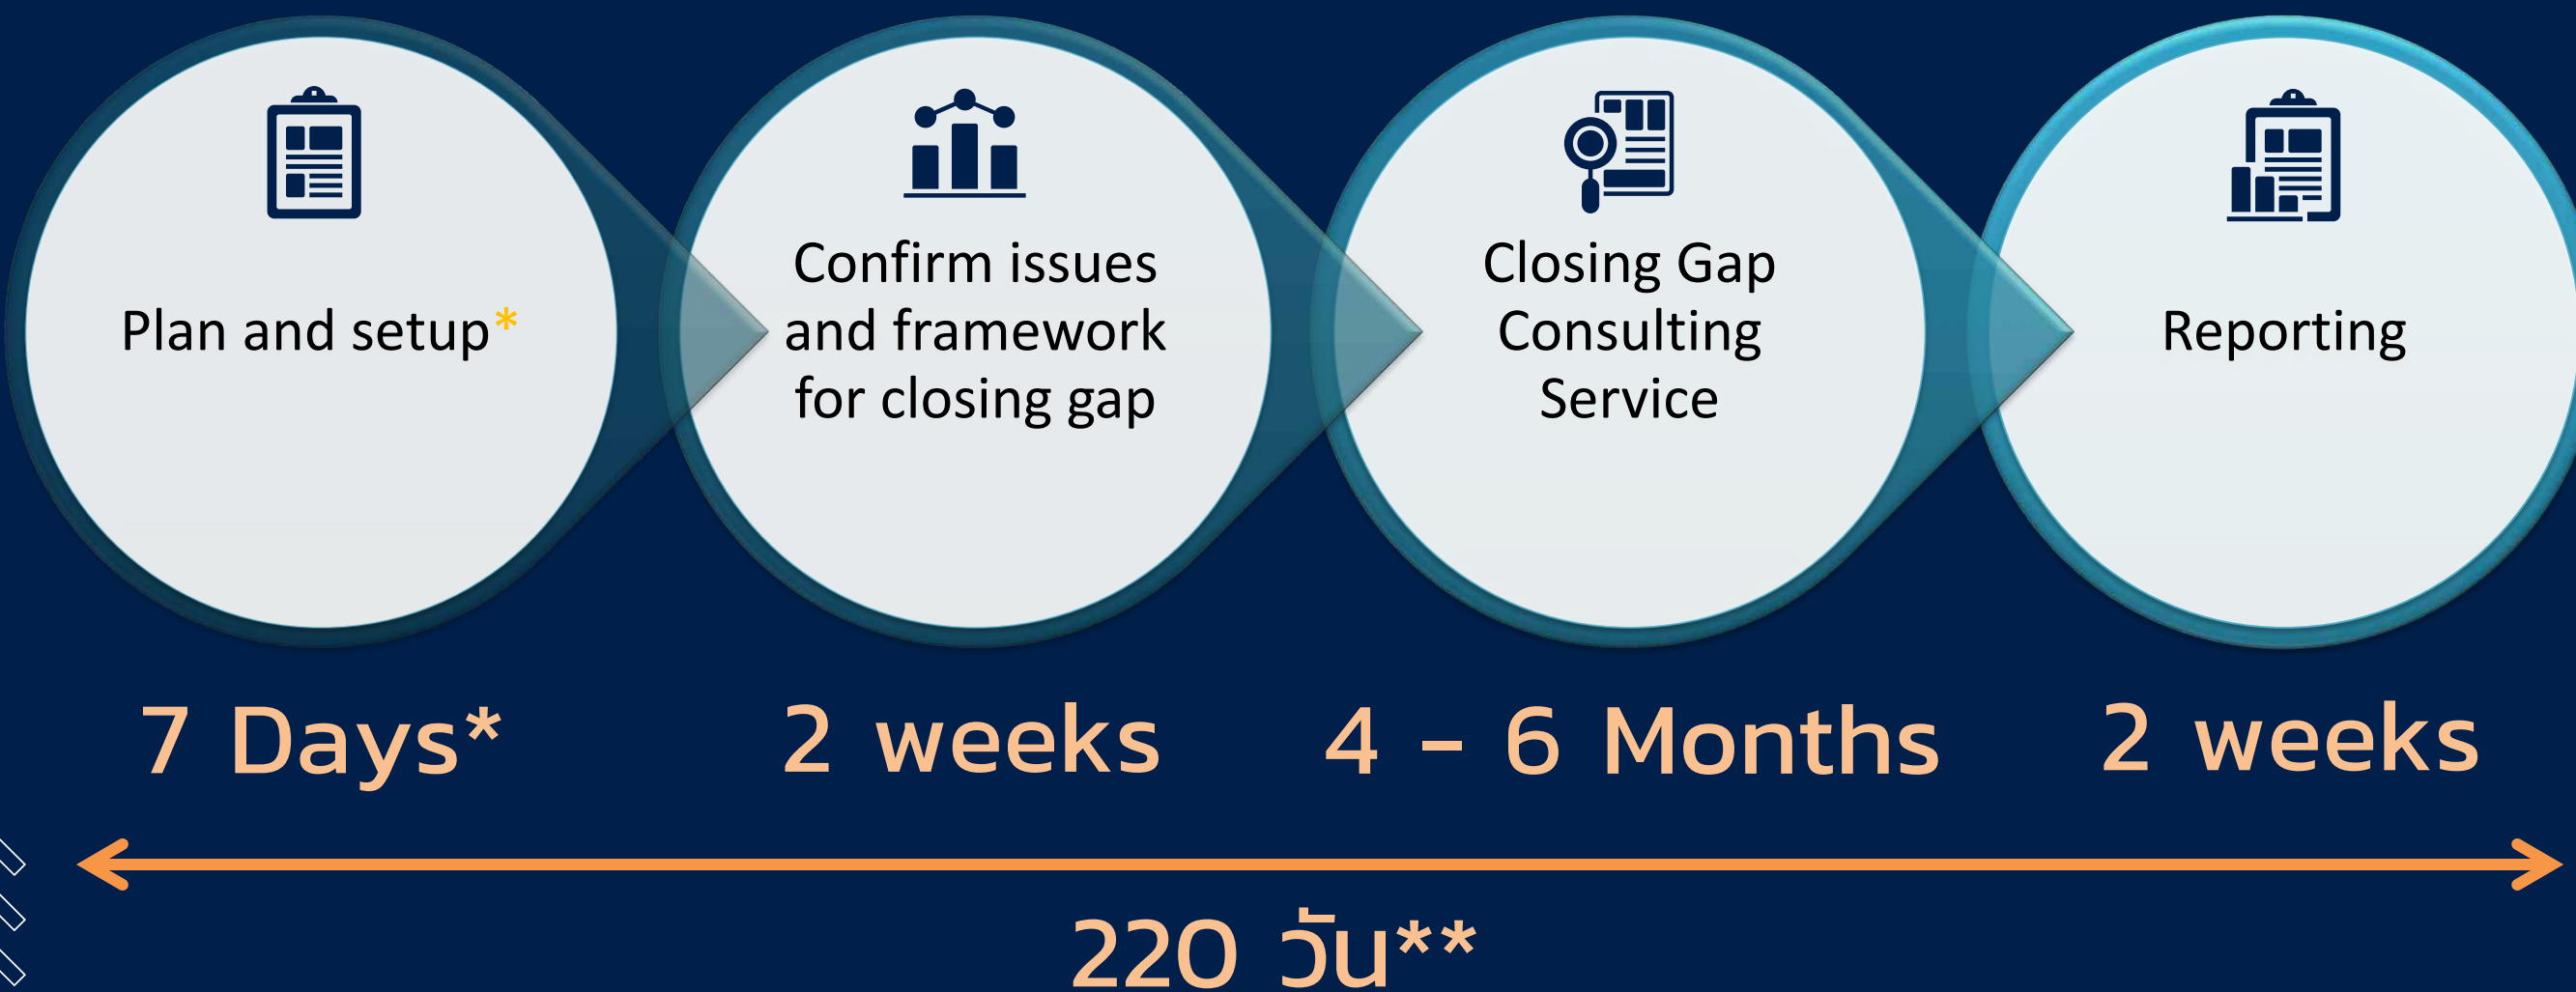 Plan and setup*
Confirm issues
and framework
for closing gap
Closing Gap
Consulting
Service
Reporting
7 Days*
2 weeks
4 - 6 Months
2 weeks
220 วัน**